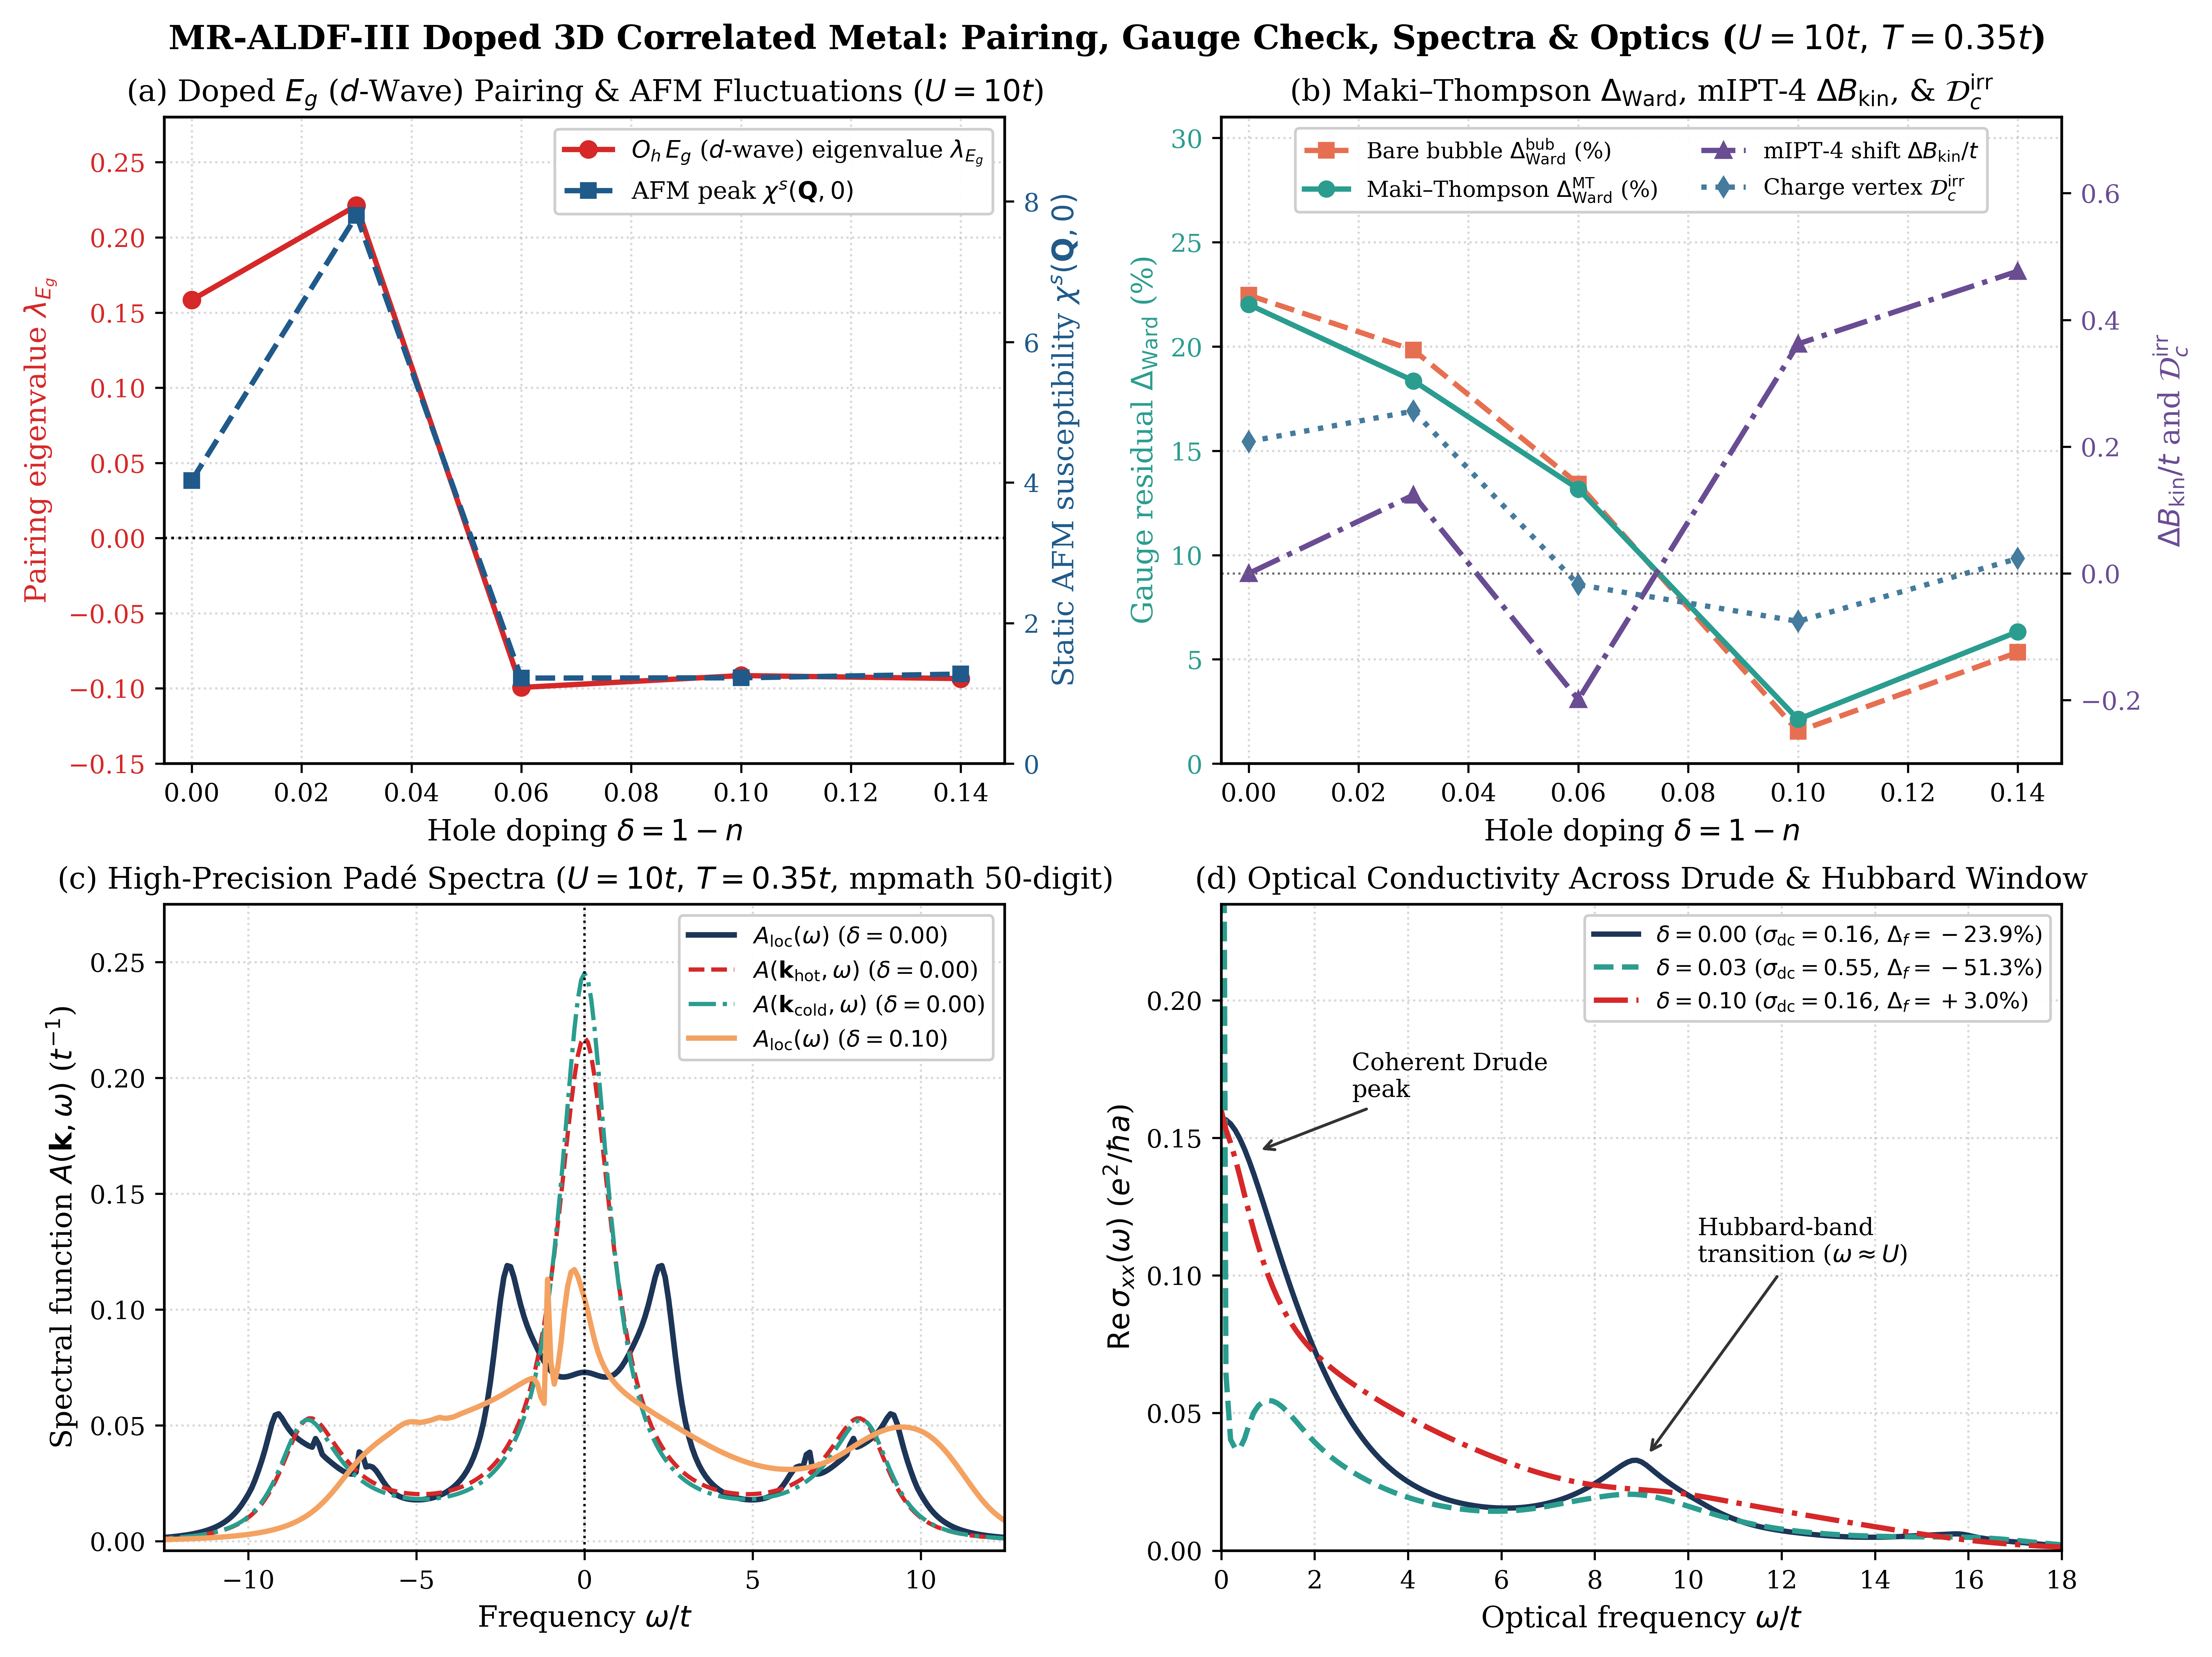 MR-ALDF-III Doped 3D Correlated Metal: Pairing, Gauge Check, Spectra & Optics (U = 10t, T = 0.35t)
(a) Doped E_g (d-Wave) Pairing & AFM Fluctuations (U = 10t)
O_h E_g (d-wave) eigenvalue λ_{E_g}
AFM peak χ^s(Q, 0)
Pairing eigenvalue λ_{E_g}
0.25
0.20
0.15
0.10
0.05
0.00
−0.05
−0.10
−0.15
8
6
4
2
0
Static AFM susceptibility χ^s(Q, 0)
0.00 0.02 0.04 0.06 0.08 0.10 0.12 0.14
Hole doping δ = 1 − n
(b) Maki–Thompson Δ_Ward, mIPT-4 ΔB_kin, & 𝒟_c^irr
Bare bubble Δ_Ward^bub (%)
Maki–Thompson Δ_Ward^MT (%)
mIPT-4 shift ΔB_kin/t
Charge vertex 𝒟_c^irr
Gauge residual Δ_Ward (%)
30
25
20
15
10
5
0
0.6
0.4
0.2
0.0
−0.2
ΔB_kin/t and 𝒟_c^irr
0.00 0.02 0.04 0.06 0.08 0.10 0.12 0.14
Hole doping δ = 1 − n
(c) High-Precision Padé Spectra (U = 10t, T = 0.35t, mpmath 50-digit)
A_loc(ω) (δ = 0.00)
A(k_hot, ω) (δ = 0.00)
A(k_cold, ω) (δ = 0.00)
A_loc(ω) (δ = 0.10)
Spectral function A(k, ω) (t^{−1})
0.25
0.20
0.15
0.10
0.05
0.00
−10 −5 0 5 10
Frequency ω/t
(d) Optical Conductivity Across Drude & Hubbard Window
δ = 0.00 (σ_dc = 0.16, Δ_f = −23.9%)
δ = 0.03 (σ_dc = 0.55, Δ_f = −51.3%)
δ = 0.10 (σ_dc = 0.16, Δ_f = +3.0%)
Coherent Drude
peak
Hubbard-band
transition (ω ≈ U)
Re σ_xx(ω) (e²/ħa)
0.20
0.15
0.10
0.05
0.00
0 2 4 6 8 10 12 14 16 18
Optical frequency ω/t